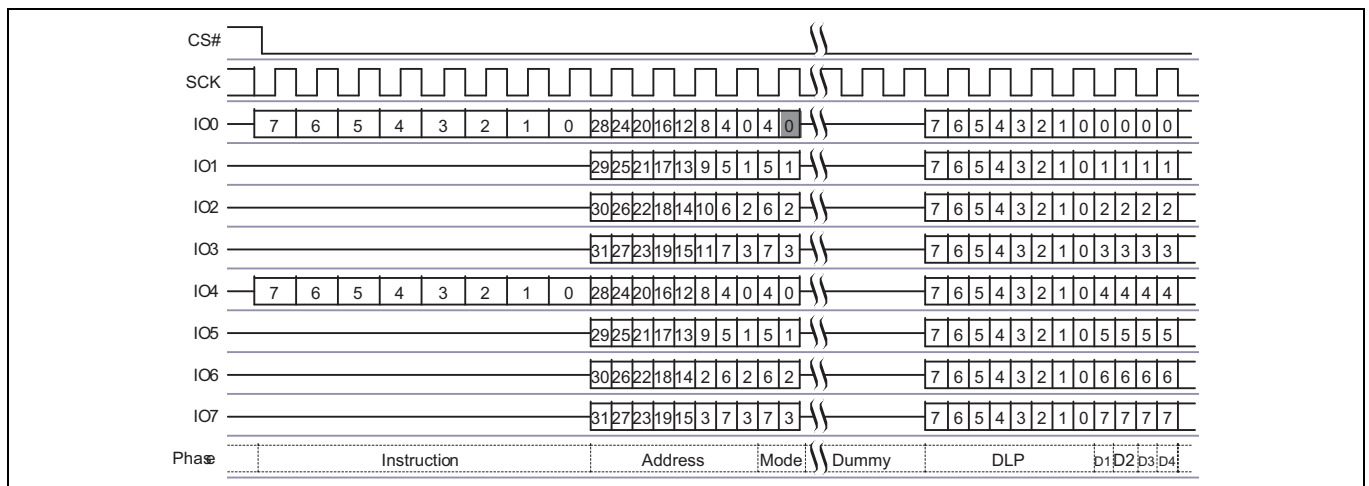 CS#
SCK
IO0 7 6 5 4 3 2 1 0 28 24 20 16 12 8 4 0 4 0 7 6 5 4 3 2 1 0 0 0 0 0
IO1 29 25 21 17 13 9 5 1 5 1 7 6 5 4 3 2 1 0 1 1 1 1
IO2 30 26 22 18 14 10 6 2 6 2 7 6 5 4 3 2 1 0 2 2 2 2
IO3 31 27 23 19 15 11 7 3 7 3 7 6 5 4 3 2 1 0 3 3 3 3
IO4 7 6 5 4 3 2 1 0 28 24 20 16 12 8 4 0 4 0 7 6 5 4 3 2 1 0 4 4 4 4
IO5 29 25 21 17 13 9 5 1 5 1 7 6 5 4 3 2 1 0 5 5 5 5
IO6 30 26 22 18 14 2 6 2 6 2 7 6 5 4 3 2 1 0 6 6 6 6
IO7 31 27 23 19 15 3 7 3 7 3 7 6 5 4 3 2 1 0 7 7 7 7
Phase Instruction Address Mode Dummy DLP D1 D2 D3 D4